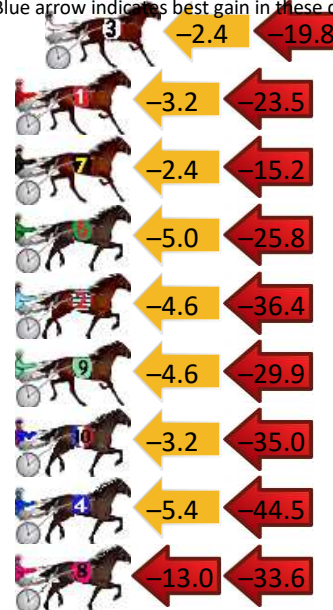 Blue arrow indicates best gain in these
3 –2.4 –19.8
1 –3.2 –23.5
7 –2.4 –15.2
–5.0 –25.8
–4.6 –36.4
9 –4.6 –29.9
10 –3.2 –35.0
4 –5.4 –44.5
8 –13.0 –33.6